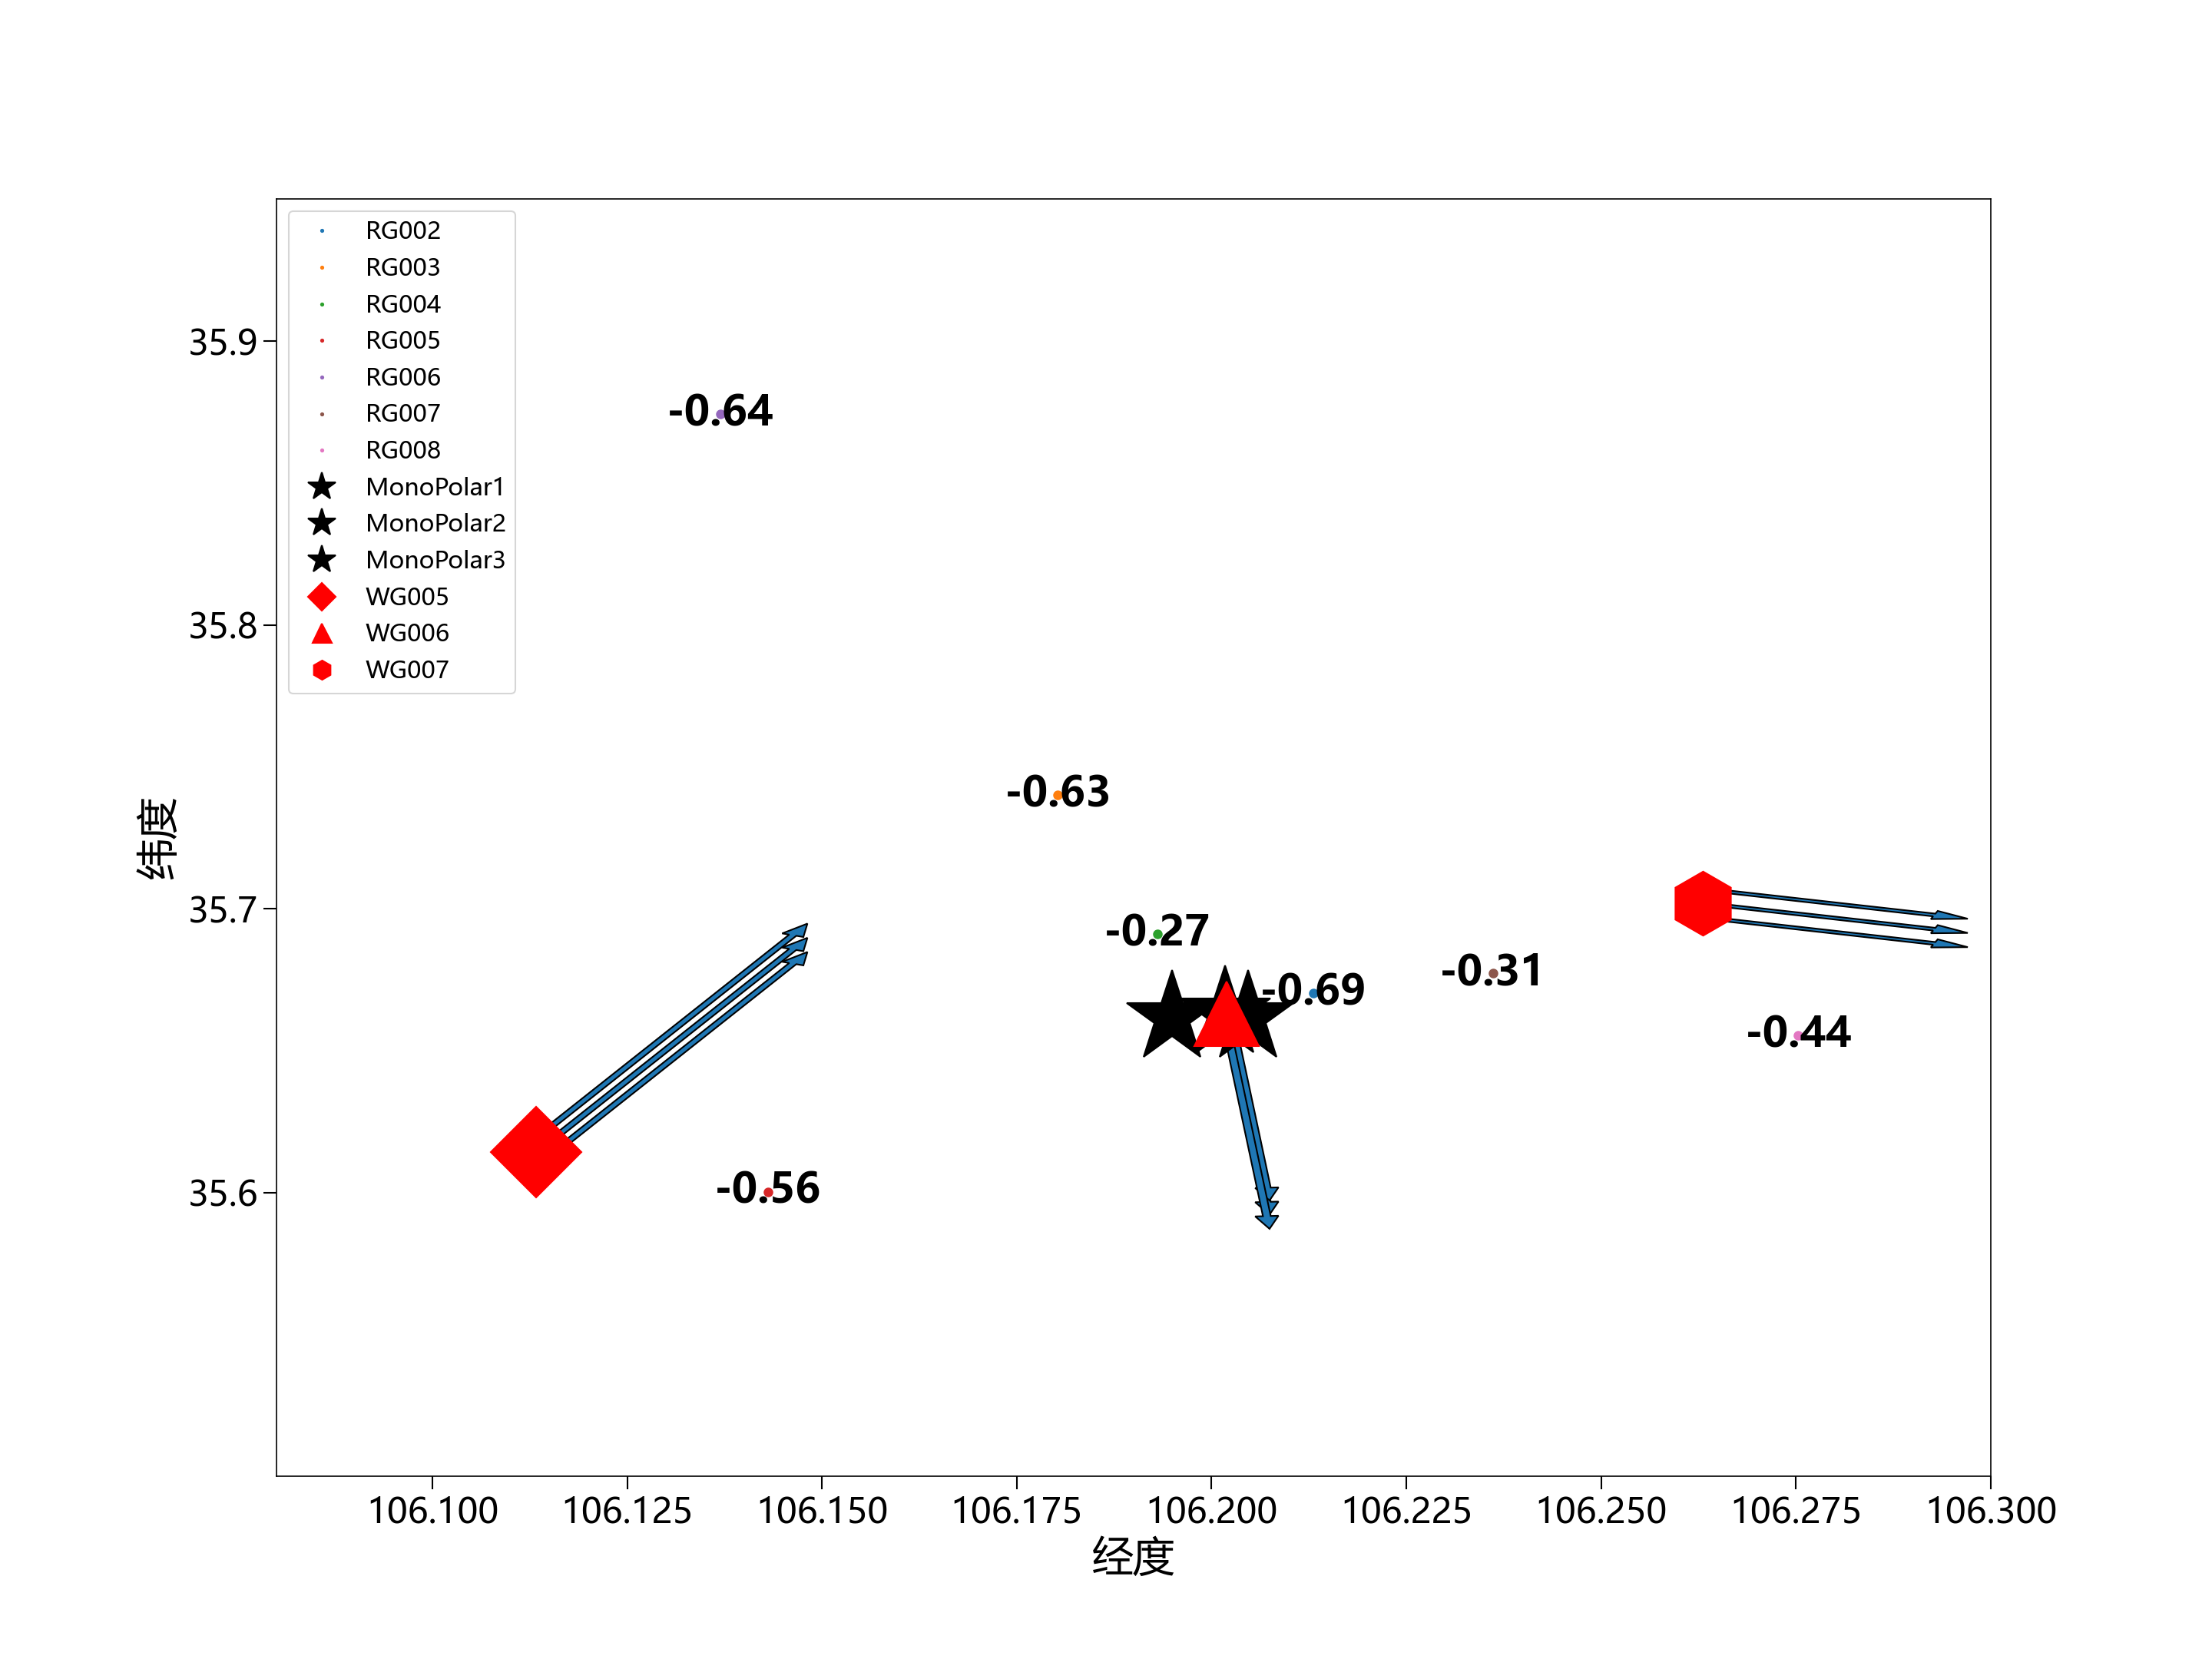 RG002
RG003
RG004
RG005
RG006
RG007
RG008
MonoPolar1
MonoPolar2
MonoPolar3
WG005
WG006
WG007
35.9
35.8
35.7
35.6
纬度
-0.64
-0.63
-0.27
-0.69
-0.31
-0.44
-0.56
106.100
106.125
106.150
106.175
106.200
106.225
106.250
106.275
106.300
经度